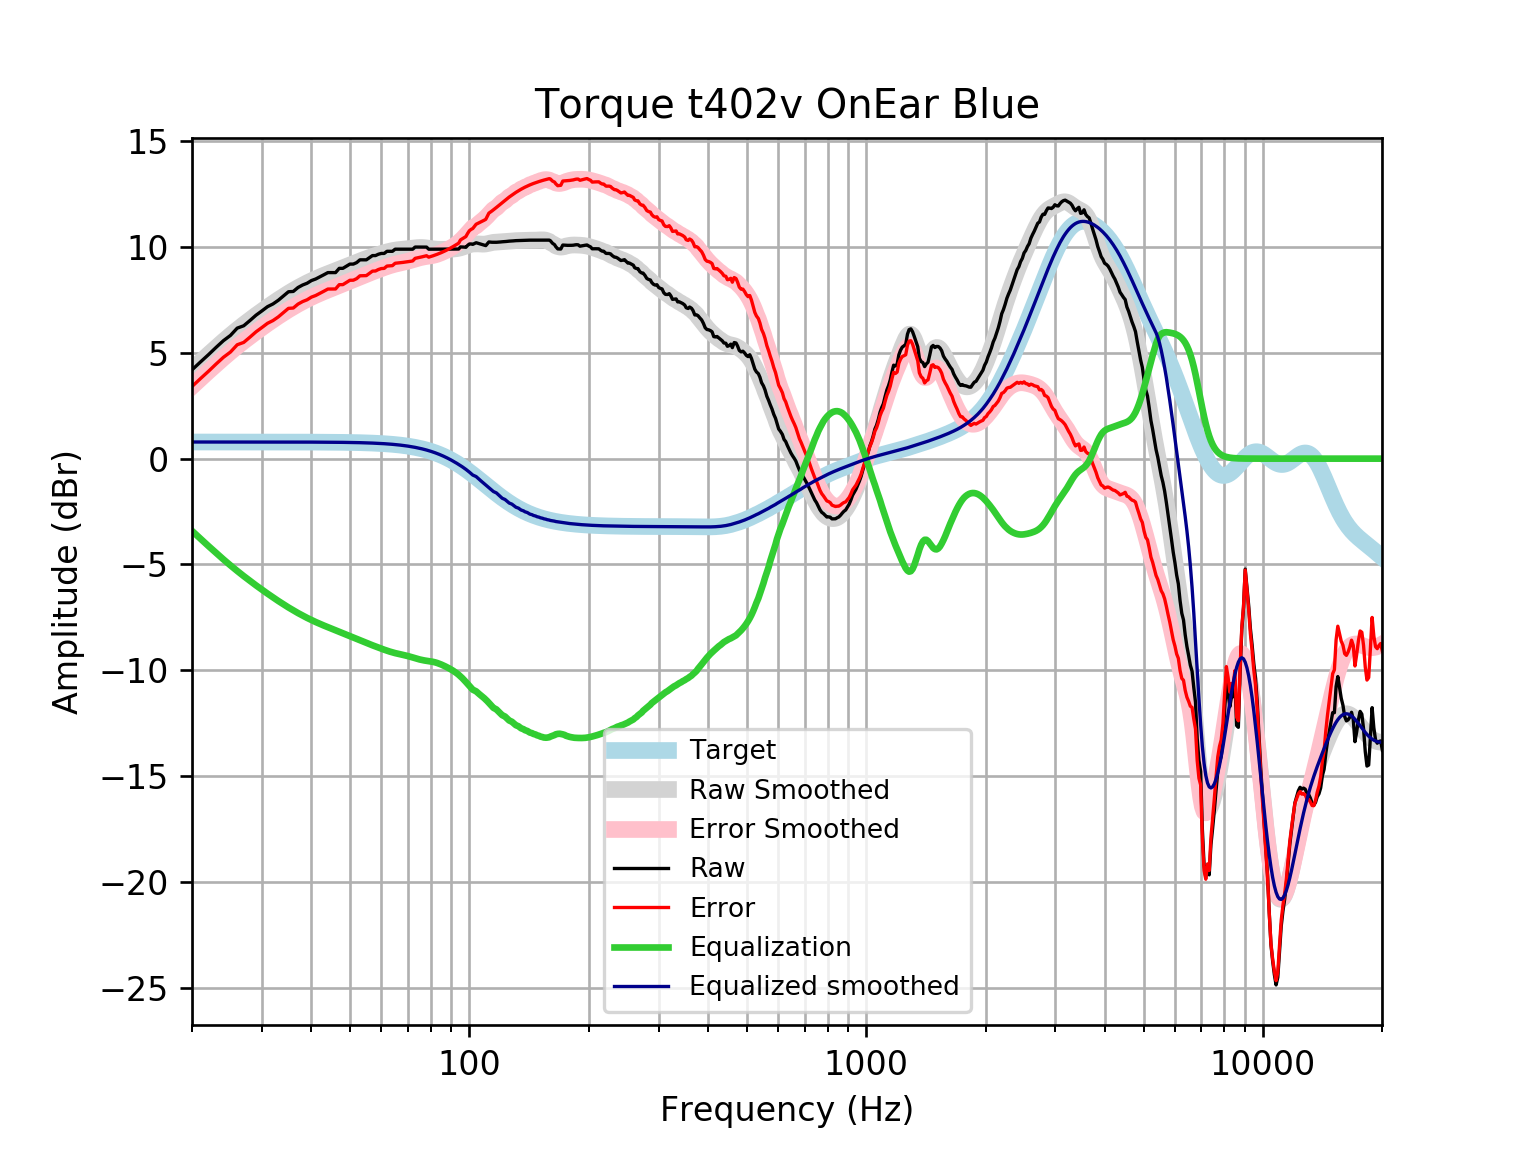 Torque t402v OnEar Blue
15
10
5
0
−5
−10
−15
−20
−25
Amplitude (dBr)
Target
Raw Smoothed
Error Smoothed
Raw
Error
Equalization
Equalized smoothed
100
1000
10000
Frequency (Hz)